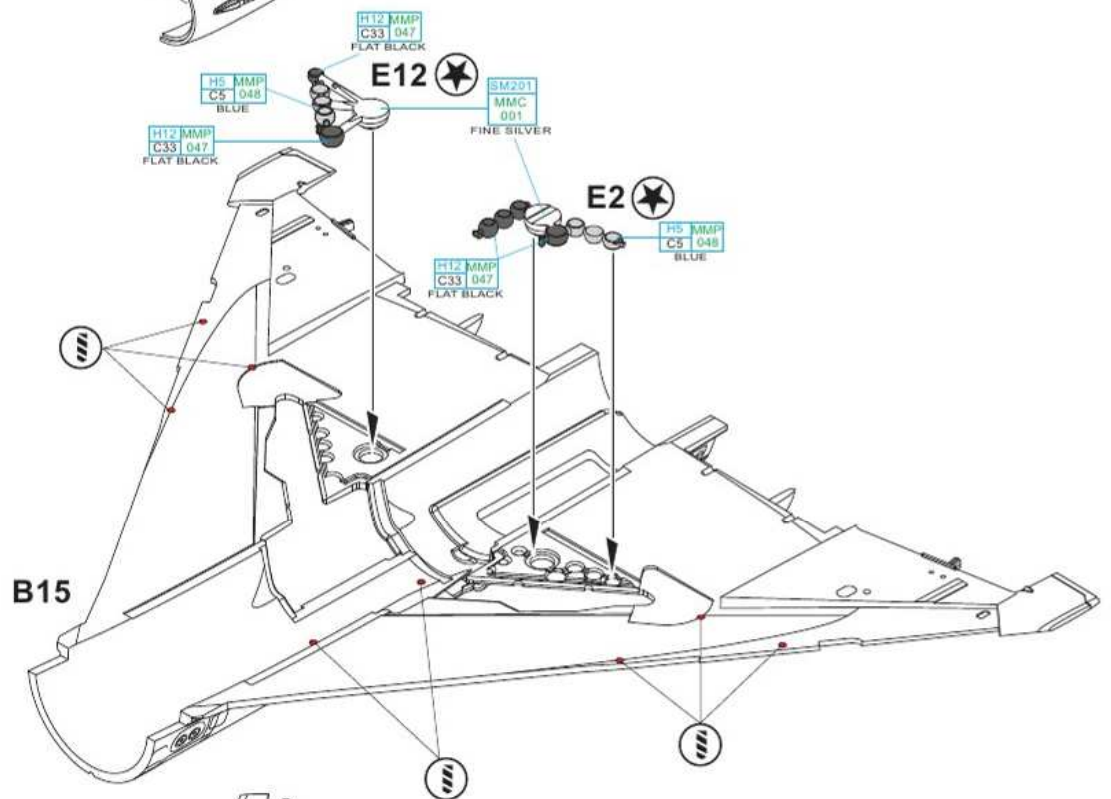 H12 MMP
C33 047
FLAT BLACK
E12
H5 MMP
C5 048
BLUE
SM201
MMC
001
FINE SILVER
H12 MMP
C33 047
FLAT BLACK
E2
H5 MMP
C5 048
BLUE
H12 MMP
C33 047
FLAT BLACK
B15